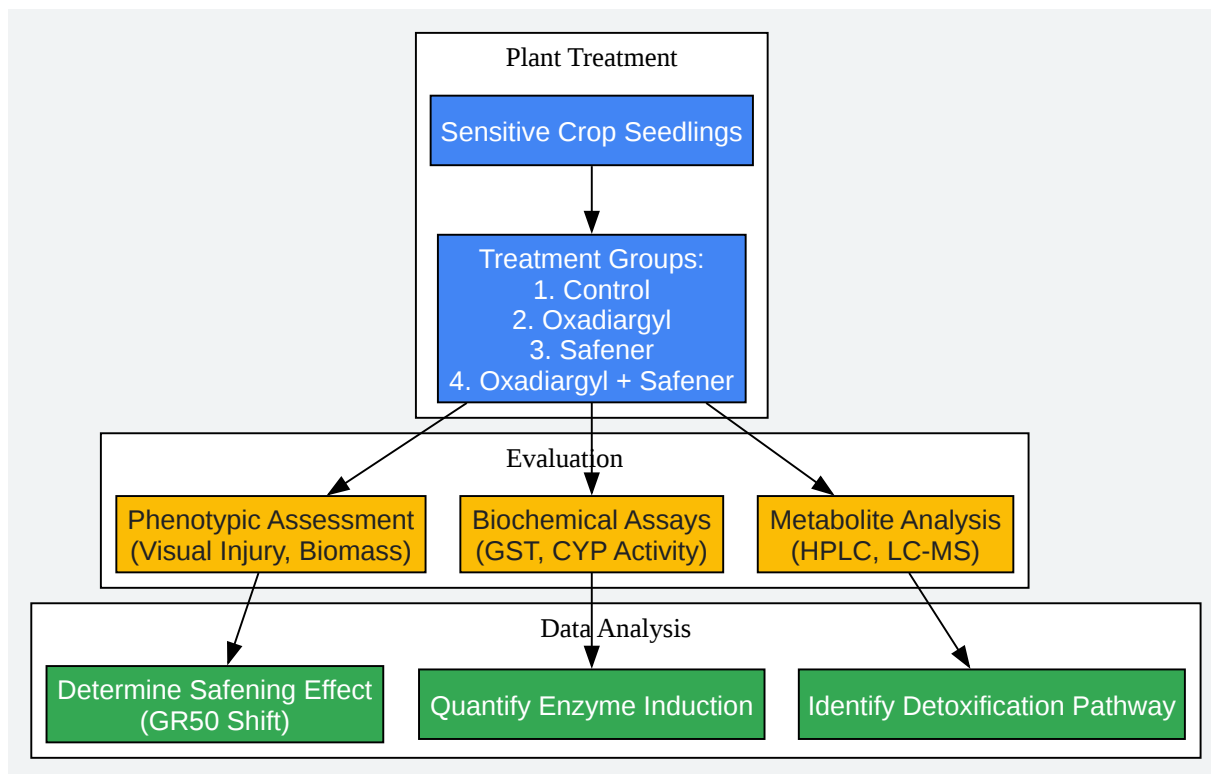 Plant Treatment
Sensitive Crop Seedlings
Treatment Groups:
1. Control
2. Oxadiargyl
3. Safener
4. Oxadiargyl + Safener
Evaluation
Phenotypic Assessment
(Visual Injury, Biomass)
Biochemical Assays
(GST, CYP Activity)
Metabolite Analysis
(HPLC, LC-MS)
Data Analysis
Determine Safening Effect
(GR50 Shift)
Quantify Enzyme Induction
Identify Detoxification Pathway